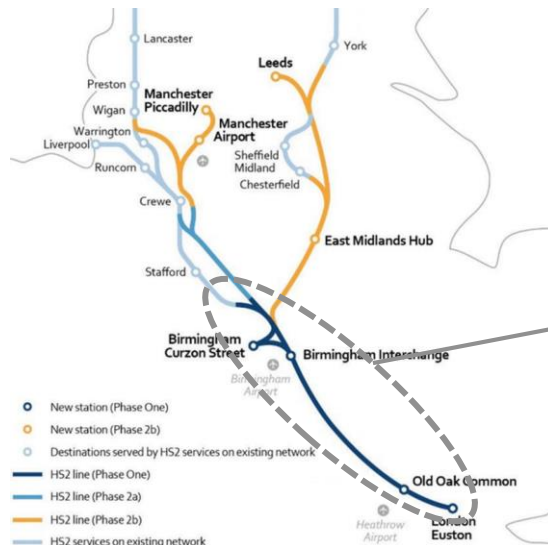 Lancaster
York
Leeds
Preston
Manchester
Piccadilly
Wigan
Manchester
Airport
Warrington
Liverpool
Sheffield
Midland
Runcorn
Chesterfield
Crewe
East Midlands Hub
Stafford
Birmingham
Curzon Street
Birmingham Interchange
Birmingham
Airport
New station (Phase One)
New station (Phase 2b)
Destinations served by HS2 services on existing network
HS2 line (Phase One)
Old Oak Common
HS2 line (Phase 2a)
HS2 line (Phase 2b)
London
Euston
Heathrow
Airport
HS2 services on existing network